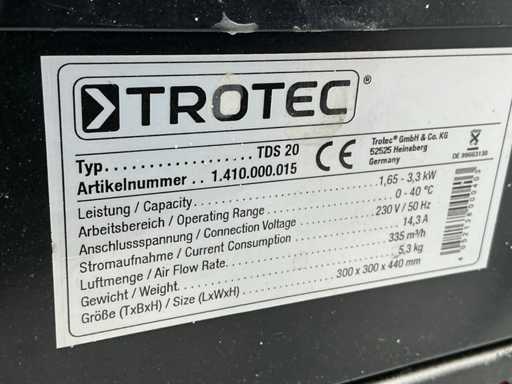 TROTEC®
Typ.................. TDS 20
Artikelnummer .. 1.410.000.015
CE
Trotec® GmbH & Co. KG
52525 Heinsberg
Germany
DE 99663130
Leistung / Capacity............ 1,65 - 3,3 kW
Arbeitsbereich / Operating Range 0 - 40 °C
Anschlussspannung / Connection Voltage 230 V / 50 Hz
Stromaufnahme / Current Consumption 14,3 A
Luftmenge / Air Flow Rate. 335 m³/h
Gewicht / Weight. 5,3 kg
Größe (TxBxH) / Size (LxWxH) 300 x 300 x 440 mm